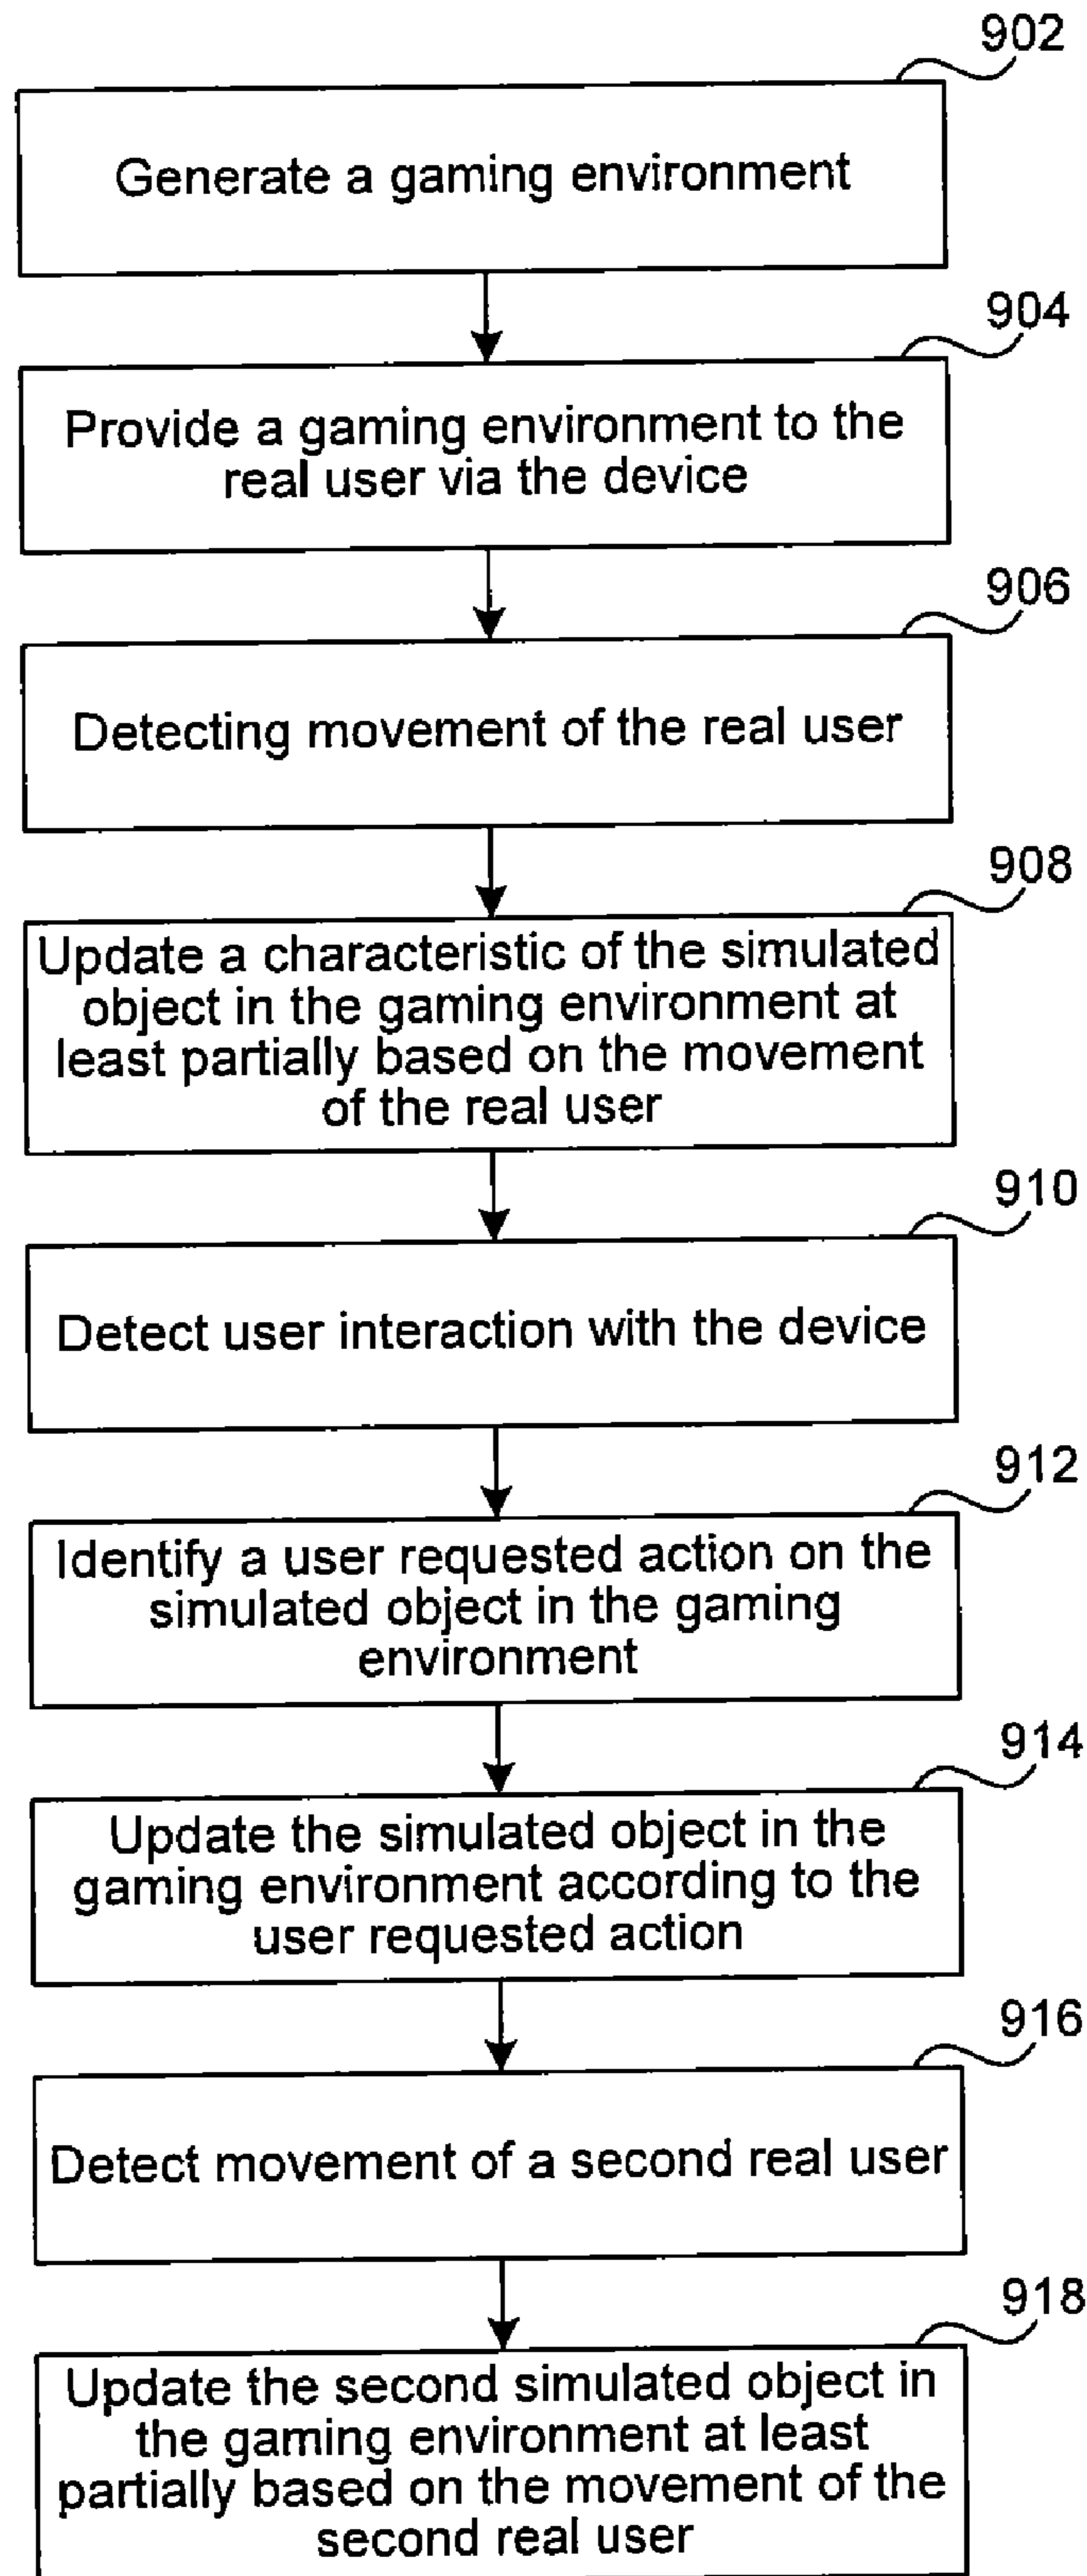 902
Generate a gaming environment
904
Provide a gaming environment to the
real user via the device
906
Detecting movement of the real user
908
Update a characteristic of the simulated
object in the gaming environment at
least partially based on the movement
of the real user
910
Detect user interaction with the device
912
Identify a user requested action on the
simulated object in the gaming
environment
914
Update the simulated object in the
gaming environment according to the
user requested action
916
Detect movement of a second real user
918
Update the second simulated object in
the gaming environment at least
partially based on the movement of the
second real user